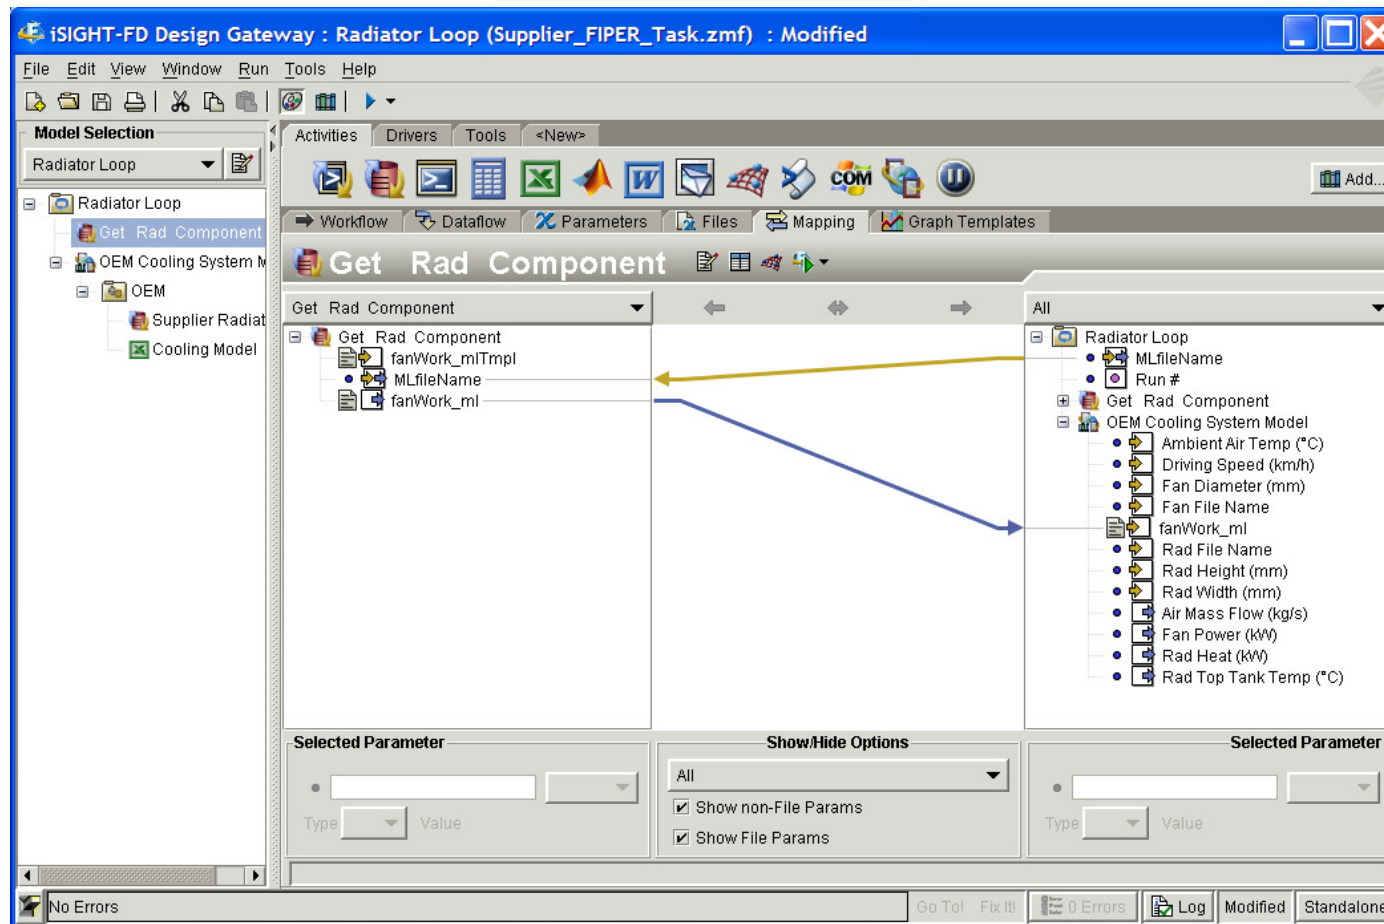 iSIGHT-FD Design Gateway : Radiator Loop (Supplier_FIPER_Task.zmf) : Modified
File Edit View Window Run Tools Help
Model Selection
Radiator Loop
Radiator Loop
Get Rad Component
OEM Cooling System M
OEM
Supplier Radiat
Cooling Model
Activities Drivers Tools <New>
W COM
Add...
Workflow Dataflow Parameters Files Mapping Graph Templates
Get Rad Component
Get Rad Component
All
Get Rad Component
fanWork_mlTmpl
MLfileName
fanWork_ml
Radiator Loop
MLfileName
Run #
Get Rad Component
OEM Cooling System Model
Ambient Air Temp (°C)
Driving Speed (km/h)
Fan Diameter (mm)
Fan File Name
fanWork_ml
Rad File Name
Rad Height (mm)
Rad Width (mm)
Air Mass Flow (kg/s)
Fan Power (kW)
Rad Heat (kW)
Rad Top Tank Temp (°C)
Selected Parameter
Type Value
Show/Hide Options
All
Show non-File Params
Show File Params
Selected Parameter
Type Value
No Errors
Go To! Fix It! 0 Errors Log Modified Standalone